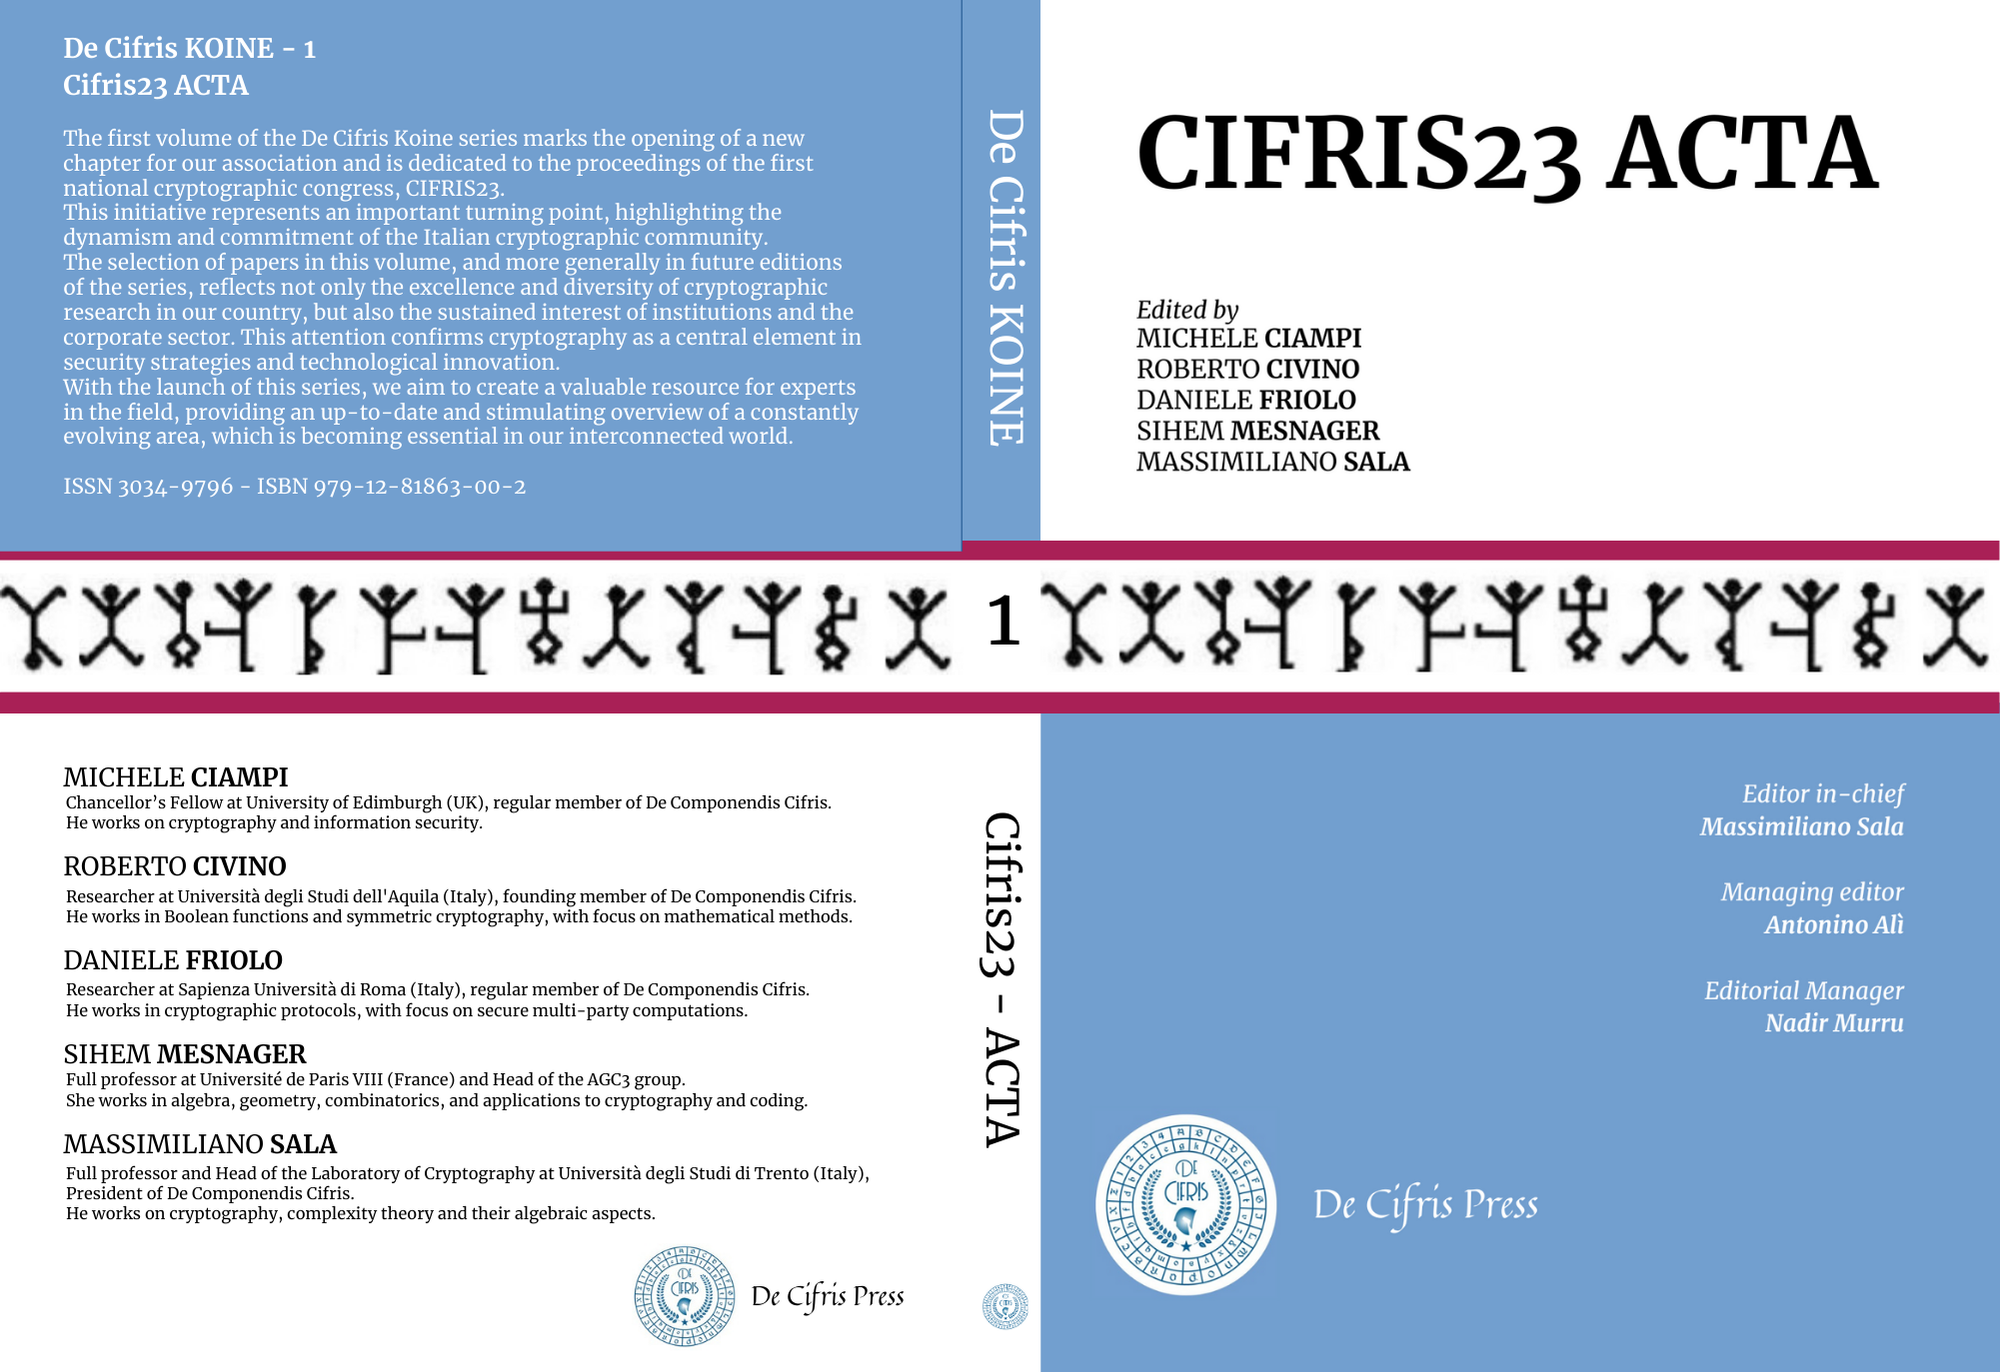 De Cifris KOINE - 1
Cifris23 ACTA
The first volume of the De Cifris Koine series marks the opening of a new
chapter for our association and is dedicated to the proceedings of the first
national cryptographic congress, CIFRIS23.
This initiative represents an important turning point, highlighting the
dynamism and commitment of the Italian cryptographic community.
The selection of papers in this volume, and more generally in future editions
of the series, reflects not only the excellence and diversity of cryptographic
research in our country, but also the sustained interest of institutions and the
corporate sector. This attention confirms cryptography as a central element in
security strategies and technological innovation.
With the launch of this series, we aim to create a valuable resource for experts
in the field, providing an up-to-date and stimulating overview of a constantly
evolving area, which is becoming essential in our interconnected world.
ISSN 3034-9796 - ISBN 979-12-81863-00-2
MICHELE CIAMPI
Chancellor’s Fellow at University of Edimburgh (UK), regular member of De Componendis Cifris.
He works on cryptography and information security.
ROBERTO CIVINO
Researcher at Università degli Studi dell'Aquila (Italy), founding member of De Componendis Cifris.
He works in Boolean functions and symmetric cryptography, with focus on mathematical methods.
DANIELE FRIOLO
Researcher at Sapienza Università di Roma (Italy), regular member of De Componendis Cifris.
He works in cryptographic protocols, with focus on secure multi-party computations.
SIHEM MESNAGER
Full professor at Université de Paris VIII (France) and Head of the AGC3 group.
She works in algebra, geometry, combinatorics, and applications to cryptography and coding.
MASSIMILIANO SALA
Full professor and Head of the Laboratory of Cryptography at Università degli Studi di Trento (Italy),
President of De Componendis Cifris.
He works on cryptography, complexity theory and their algebraic aspects.
DE
CIFRIS
De Cifris Press
De Cifris KOINE
1
Cifris23 - ACTA
CIFRIS23 ACTA
Edited by
MICHELE CIAMPI
ROBERTO CIVINO
DANIELE FRIOLO
SIHEM MESNAGER
MASSIMILIANO SALA
Editor in-chief
Massimiliano Sala
Managing editor
Antonino Alì
Editorial Manager
Nadir Murru
DE
CIFRIS
De Cifris Press